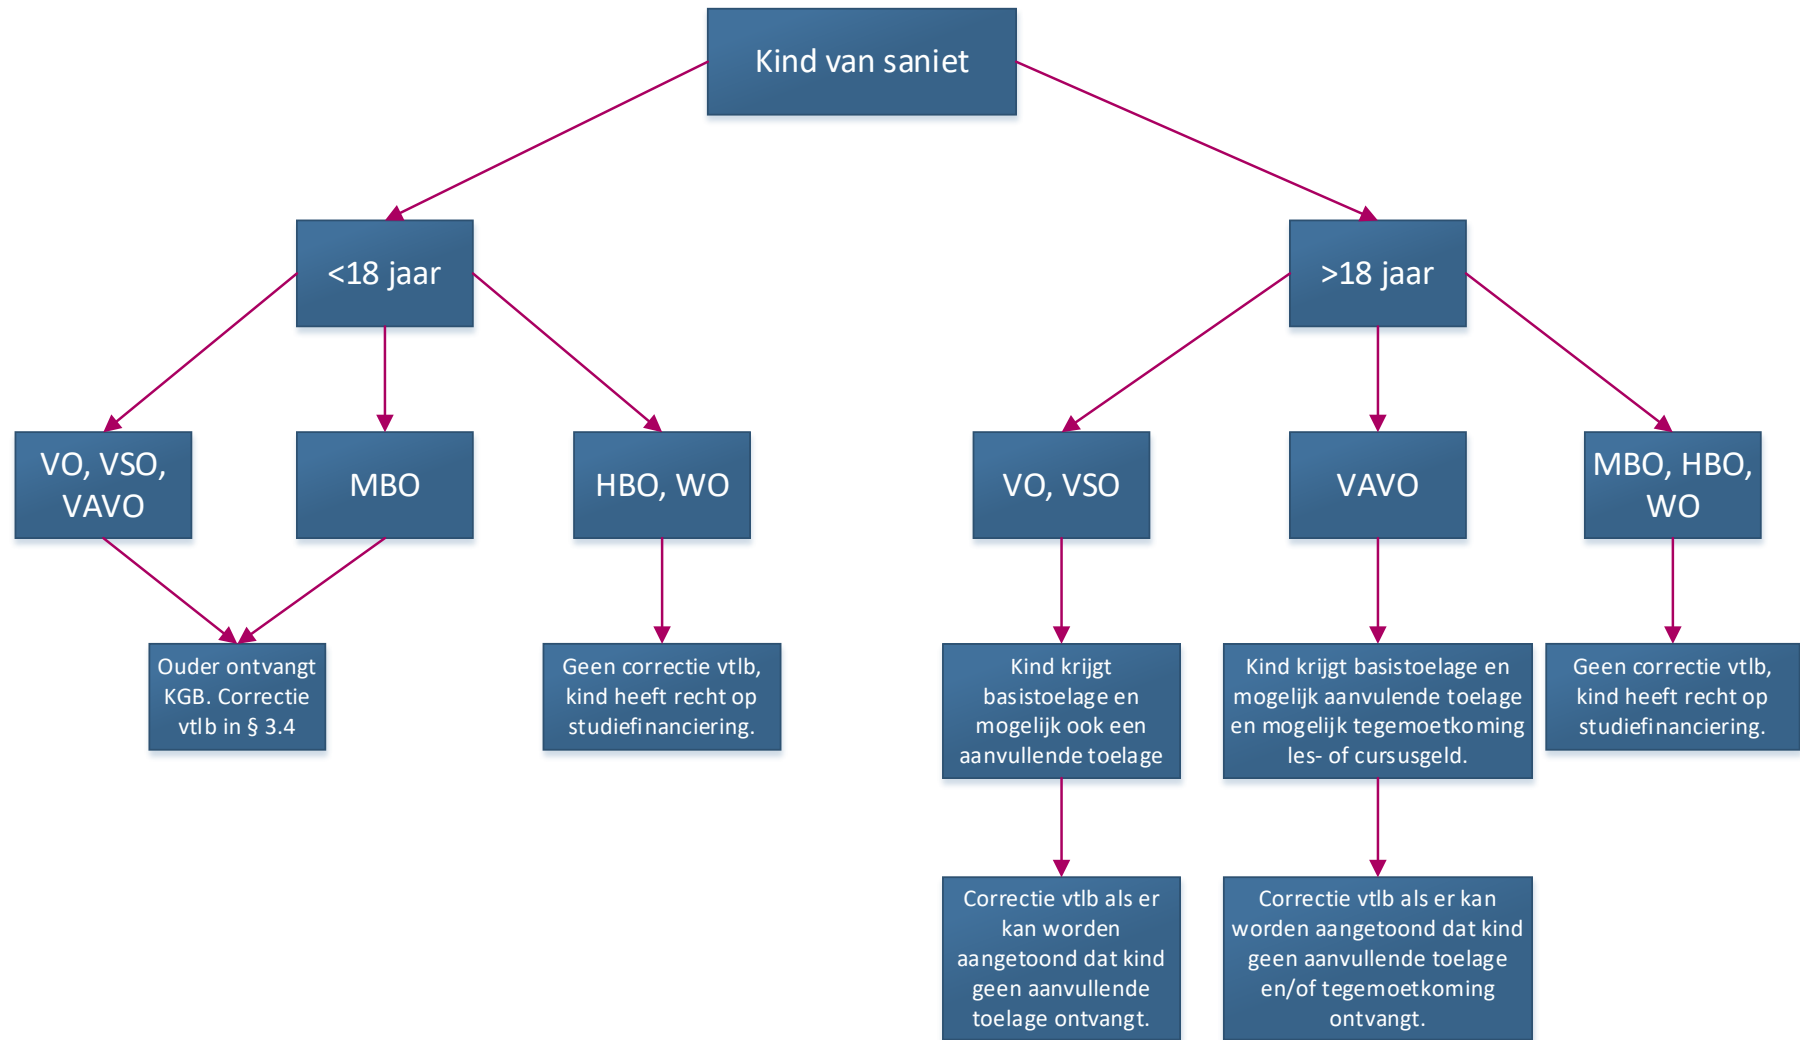 Kind van saniet
<18 jaar
>18 jaar
VO, VSO,
VAVO
MBO
HBO, WO
VO, VSO
VAVO
MBO, HBO,
WO
Ouder ontvangt
KGB. Correctie
vtlb in § 3.4
Geen correctie vtlb,
kind heeft recht op
studiefinanciering.
Kind krijgt
basistoelage en
mogelijk ook een
aanvullende toelage
Kind krijgt basistoelage en
mogelijk aanvulende toelage
en mogelijk tegemoetkoming
les- of cursusgeld.
Geen correctie vtlb,
kind heeft recht op
studiefinanciering.
Correctie vtlb als er
kan worden
aangetoond dat kind
geen aanvullende
toelage ontvangt.
Correctie vtlb als er kan
worden aangetoond dat kind
geen aanvullende toelage
en/of tegemoetkoming
ontvangt.